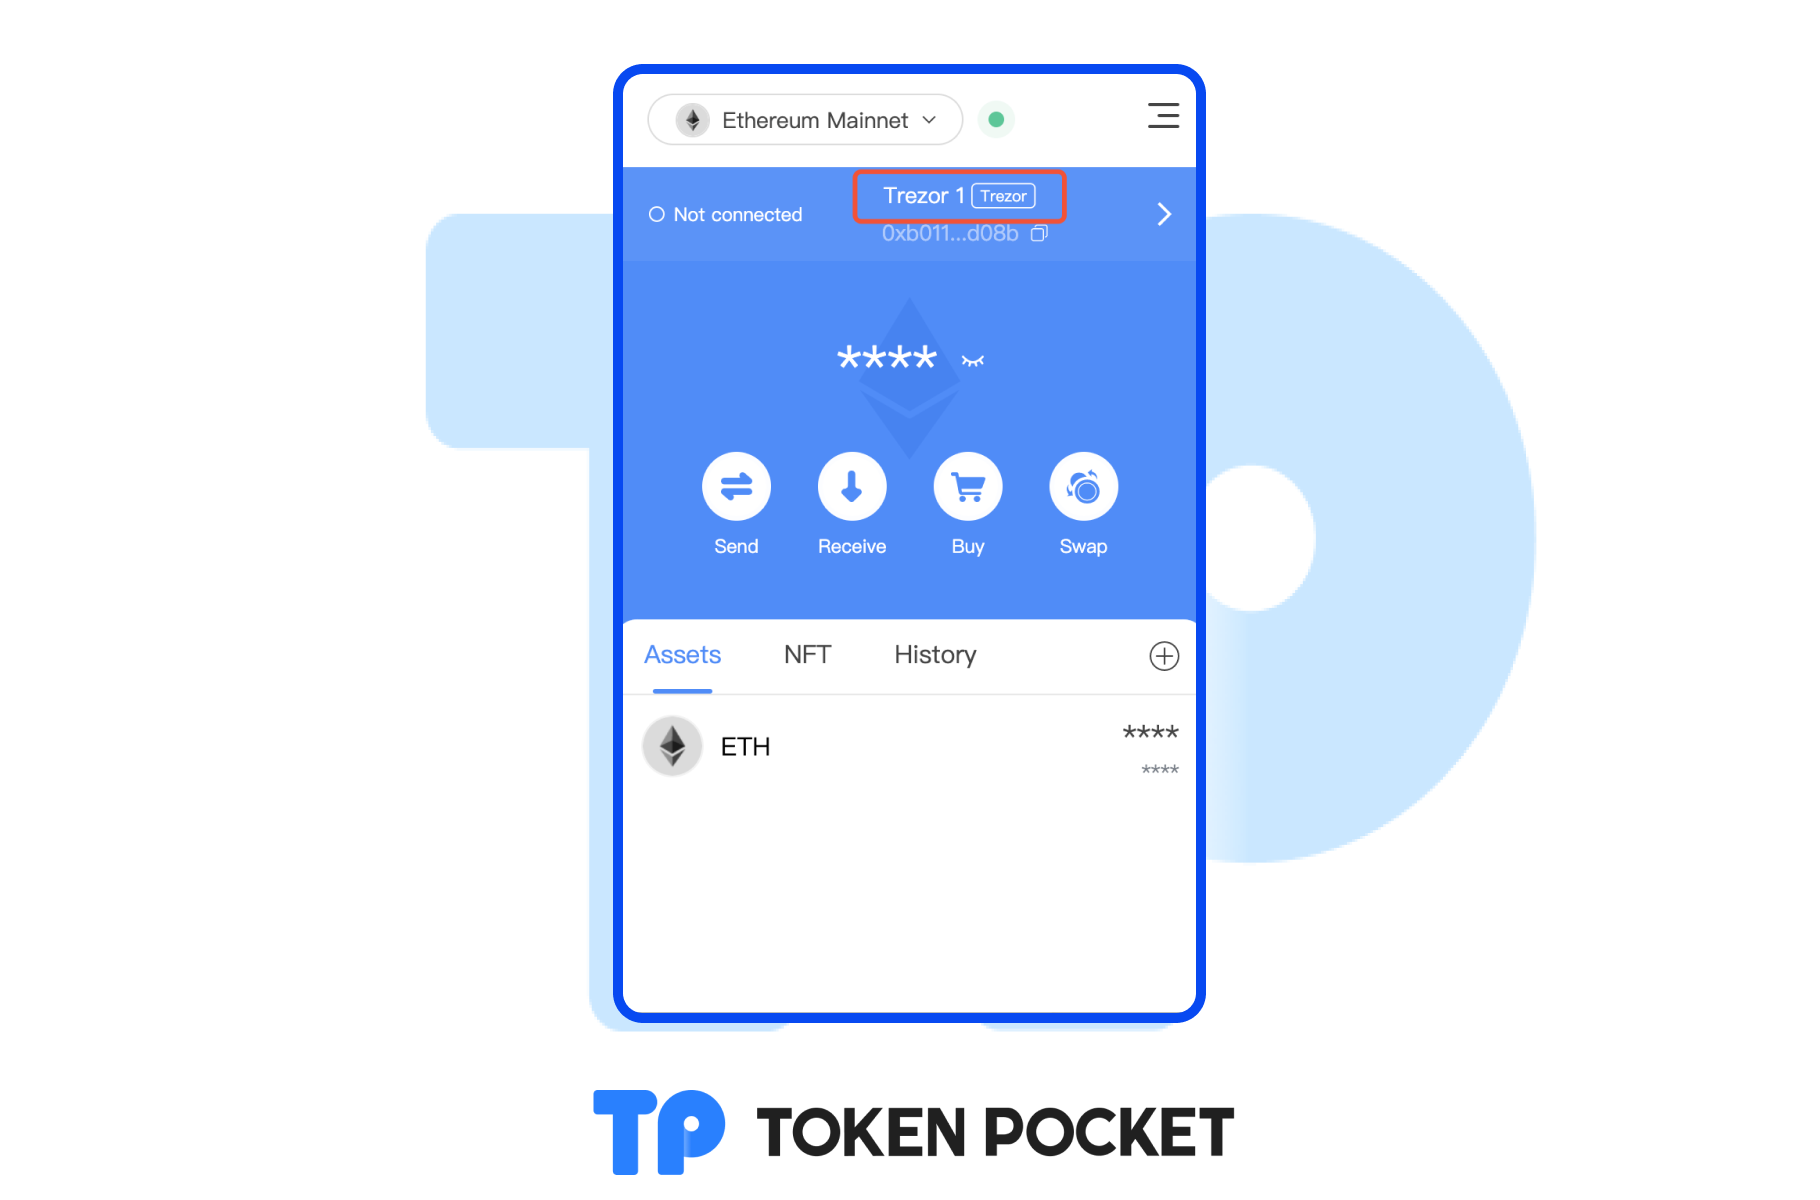 Ethereum Mainnet
Not connected
Trezor 1 Trezor
0xb011...d08b
****
Send Receive Buy Swap
Assets NFT History
ETH ****
****
TP TOKEN POCKET